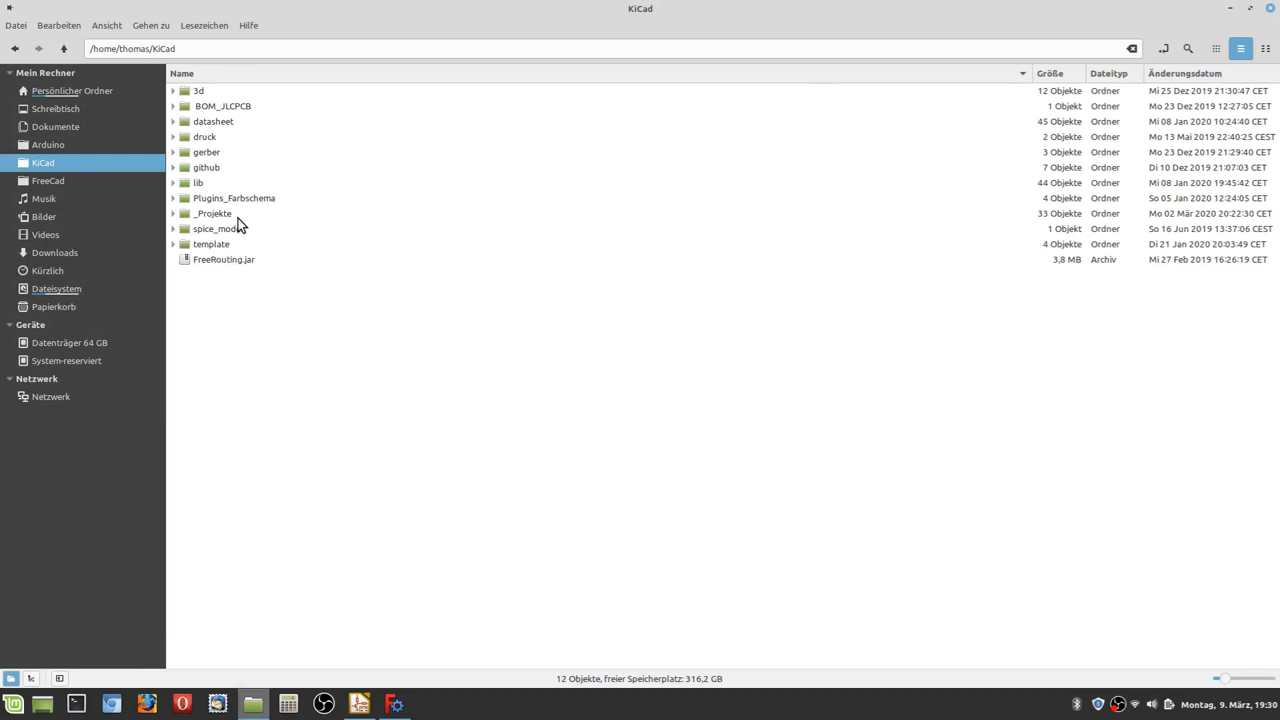 KiCad
Datei Bearbeiten Ansicht Gehen zu Lesezeichen Hilfe
/home/thomas/KiCad
Mein Rechner
Persönlicher Ordner
Schreibtisch
Dokumente
Arduino
KiCad
FreeCad
Musik
Bilder
Videos
Downloads
Kürzlich
Dateisystem
Papierkorb
Geräte
Datenträger 64 GB
System-reserviert
Netzwerk
Netzwerk
Name Größe Dateityp Änderungsdatum
3d 12 Objekte Ordner Mi 25 Dez 2019 21:30:47 CET
BOM_JLCPCB 1 Objekt Ordner Mo 23 Dez 2019 12:27:05 CET
datasheet 45 Objekte Ordner Mi 08 Jan 2020 10:24:40 CET
druck 2 Objekte Ordner Mo 13 Mai 2019 22:40:25 CEST
gerber 3 Objekte Ordner Mo 23 Dez 2019 21:29:40 CET
github 7 Objekte Ordner Di 10 Dez 2019 21:07:03 CET
lib 44 Objekte Ordner Mi 08 Jan 2020 19:45:42 CET
Plugins_Farbschema 4 Objekte Ordner So 05 Jan 2020 12:24:05 CET
_Projekte 33 Objekte Ordner Mo 02 Mär 2020 20:22:30 CET
1 Objekt Ordner So 16 Jun 2019 13:37:06 CEST
template 4 Objekte Ordner Di 21 Jan 2020 20:03:49 CET
FreeRouting.jar 3,8 MB Archiv Mi 27 Feb 2019 16:26:19 CET
12 Objekte, freier Speicherplatz: 316,2 GB
Montag, 9. März, 19:30